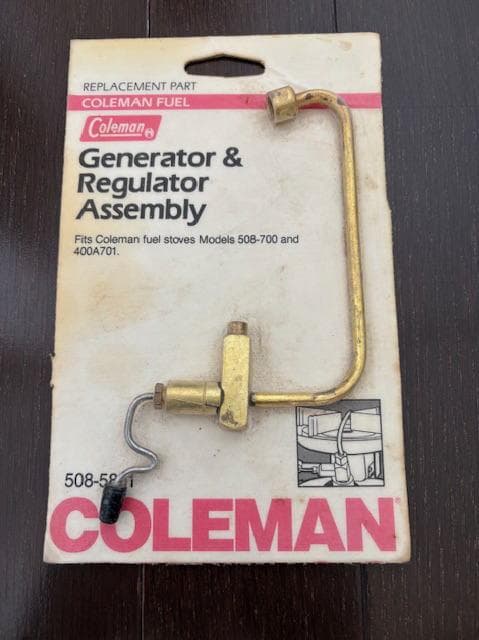 REPLACEMENT PART
COLEMAN FUEL
Coleman
Generator &
Regulator
Assembly
Fits Coleman fuel stoves Models 508-700 and
400A701.
COLEMAN